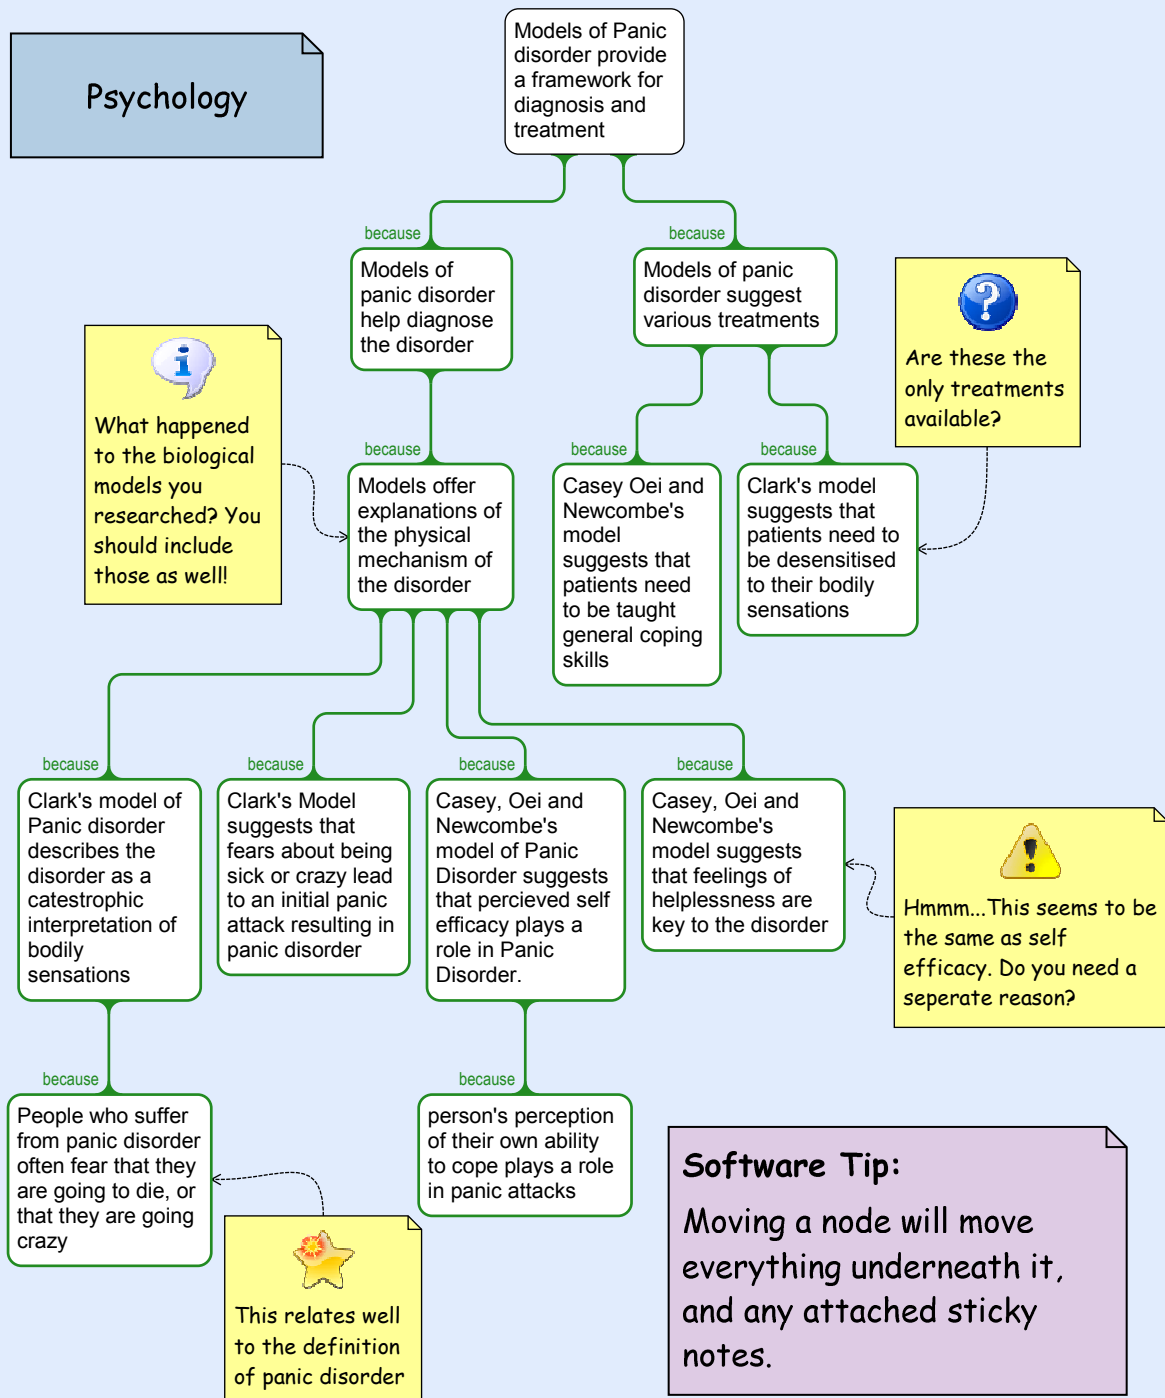 Psychology
Models of Panic
disorder provide
a framework for
diagnosis and
treatment
because
Models of
panic disorder
help diagnose
the disorder
because
Models of panic
disorder suggest
various treatments
Are these the
only treatments
available?
What happened
to the biological
models you
researched? You
should include
those as well!
because
Models offer
explanations of
the physical
mechanism of
the disorder
because
Casey Oei and
Newcombe's
model
suggests that
patients need
to be taught
general coping
skills
because
Clark's model
suggests that
patients need to
be desensitised
to their bodily
sensations
because
Clark's model of
Panic disorder
describes the
disorder as a
catestrophic
interpretation of
bodily
sensations
because
Clark's Model
suggests that
fears about being
sick or crazy lead
to an initial panic
attack resulting in
panic disorder
because
Casey, Oei and
Newcombe's
model of Panic
Disorder suggests
that percieved self
efficacy plays a
role in Panic
Disorder.
because
Casey, Oei and
Newcombe's
model suggests
that feelings of
helplessness are
key to the disorder
Hmmm...This seems to be
the same as self
efficacy. Do you need a
seperate reason?
because
People who suffer
from panic disorder
often fear that they
are going to die, or
that they are going
crazy
because
person's perception
of their own ability
to cope plays a role
in panic attacks
This relates well
to the definition
of panic disorder
Software Tip:
Moving a node will move
everything underneath it,
and any attached sticky
notes.